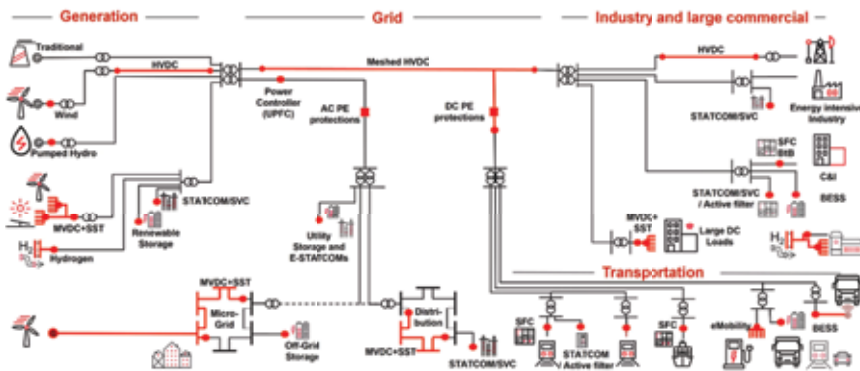 Generation
Grid
Industry and large commercial
Traditional
HVDC
Wind
Pumped Hydro
MVDC+SST
H2
Hydrogen
Renewable
Storage
STATCOM/SVC
Meshed HVDC
Power
Controller
(UPFC)
AC PE
protections
DC PE
protections
Utility
Storage and
E-STATCOMs
MVDC+SST
Micro-
Grid
Off-Grid
Storage
Distri-
bution
MVDC+SST
STATCOM/SVC
HVDC
STATCOM/SVC
Energy intensive
Industry
SFC
BtB
C&I
STATCOM/SVC
/ Active filter
BESS
MVDC+
SST
Large DC
Loads
H2
Transportation
SFC
STATCOM
/ Active filter
SFC
eMobility
BESS